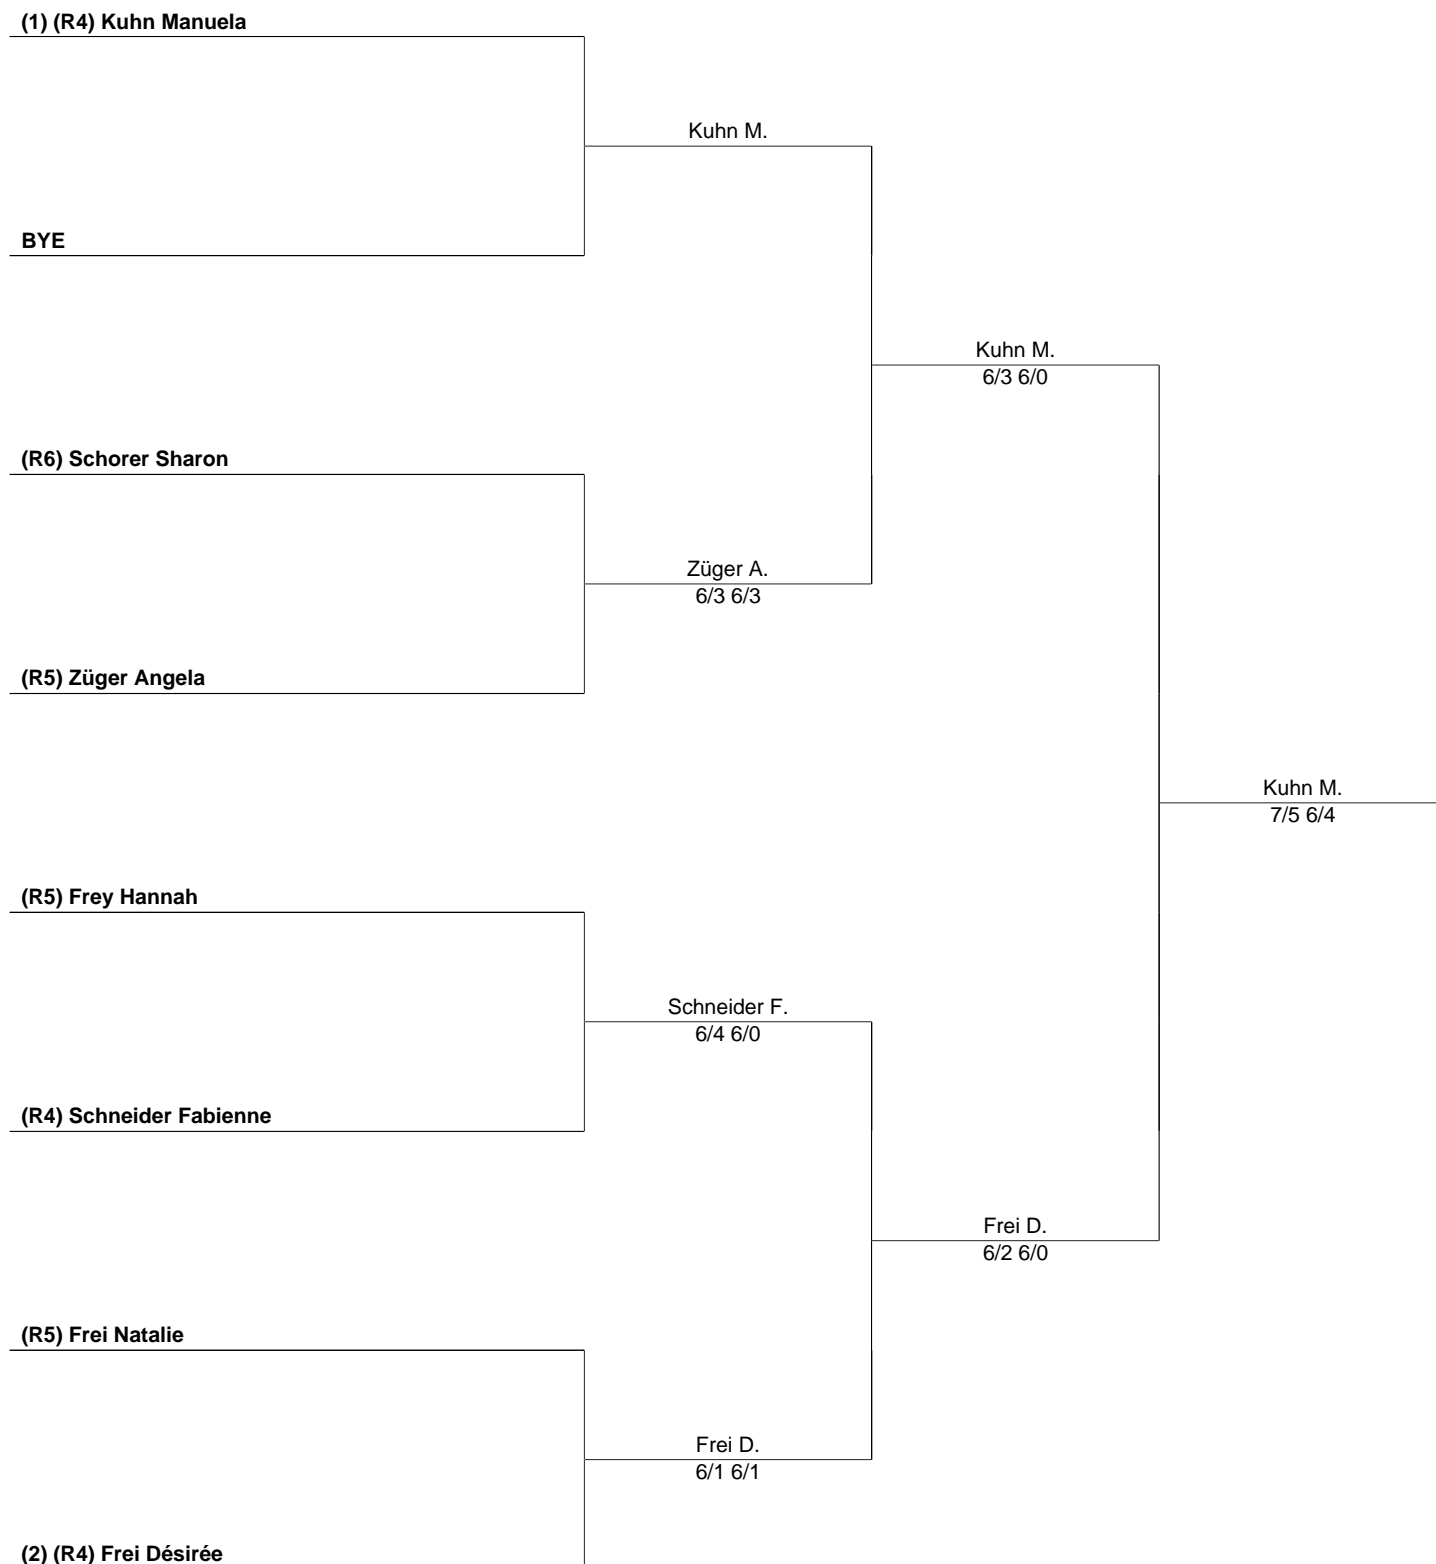 (1) (R4) Kuhn Manuela
Kuhn M.
BYE
Kuhn M.
6/3 6/0
(R6) Schorer Sharon
Züger A.
6/3 6/3
(R5) Züger Angela
Kuhn M.
7/5 6/4
(R5) Frey Hannah
Schneider F.
6/4 6/0
(R4) Schneider Fabienne
Frei D.
6/2 6/0
(R5) Frei Natalie
Frei D.
6/1 6/1
(2) (R4) Frei Désirée